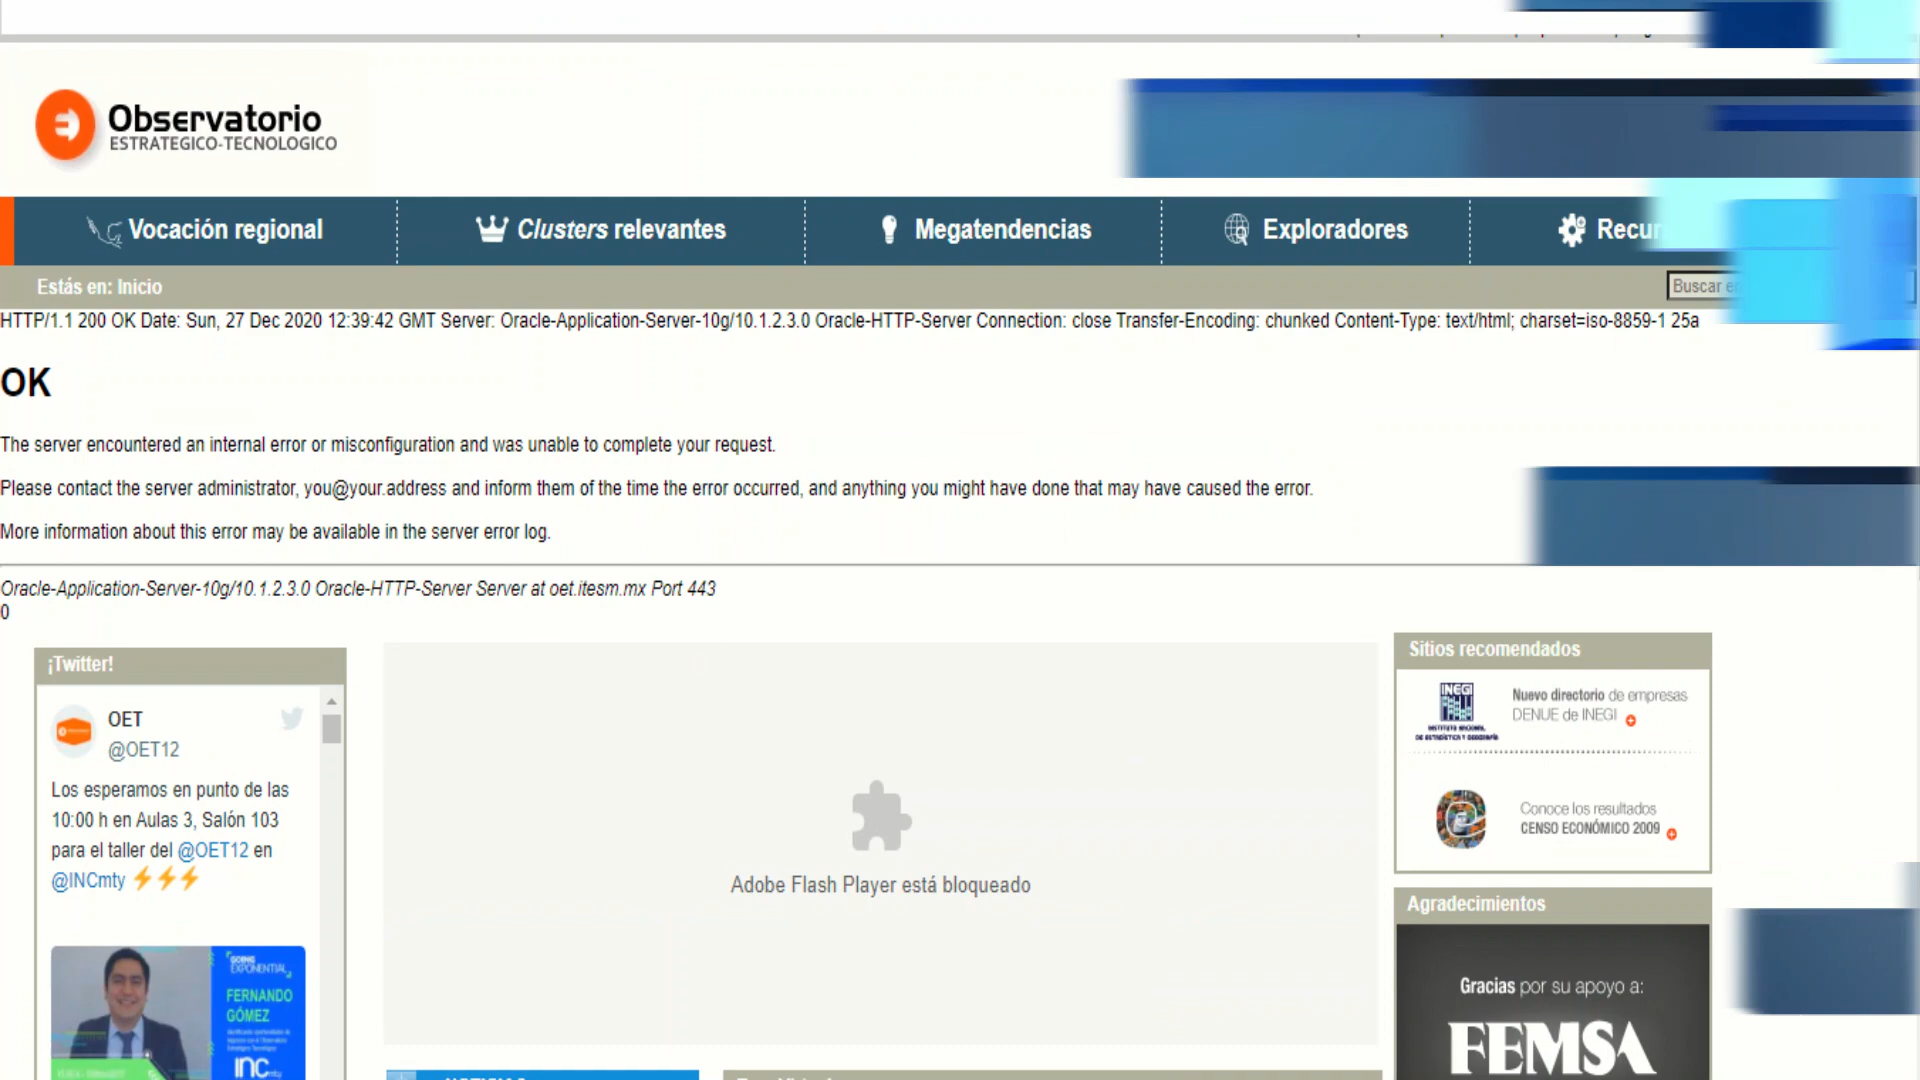 Observatorio
ESTRATEGICO-TECNOLOGICO
Vocación regional
Clusters relevantes
Megatendencias
Exploradores
Estás en: Inicio
Buscar
HTTP/1.1 200 OK Date: Sun, 27 Dec 2020 12:39:42 GMT Server: Oracle-Application-Server-10g/10.1.2.3.0 Oracle-HTTP-Server Connection: close Transfer-Encoding: chunked Content-Type: text/html; charset=iso-8859-1 25a
OK
The server encountered an internal error or misconfiguration and was unable to complete your request.
Please contact the server administrator, you@your.address and inform them of the time the error occurred, and anything you might have done that may have caused the error.
More information about this error may be available in the server error log.
Oracle-Application-Server-10g/10.1.2.3.0 Oracle-HTTP-Server Server at oet.itesm.mx Port 443
0
¡Twitter!
OET
@OET12
Los esperamos en punto de las
10:00 h en Aulas 3, Salón 103
para el taller del @OET12 en
@INCmty ⚡⚡⚡
GOING
EXPONENTIAL
FERNANDO
GÓMEZ
INCmty
Adobe Flash Player está bloqueado
Sitios recomendados
INEGI
INSTITUTO NACIONAL
DE ESTADÍSTICA Y GEOGRAFÍA
Nuevo directorio de empresas
DENUE de INEGI
Conoce los resultados
CENSO ECONÓMICO 2009
Agradecimientos
Gracias por su apoyo a:
FEMSA